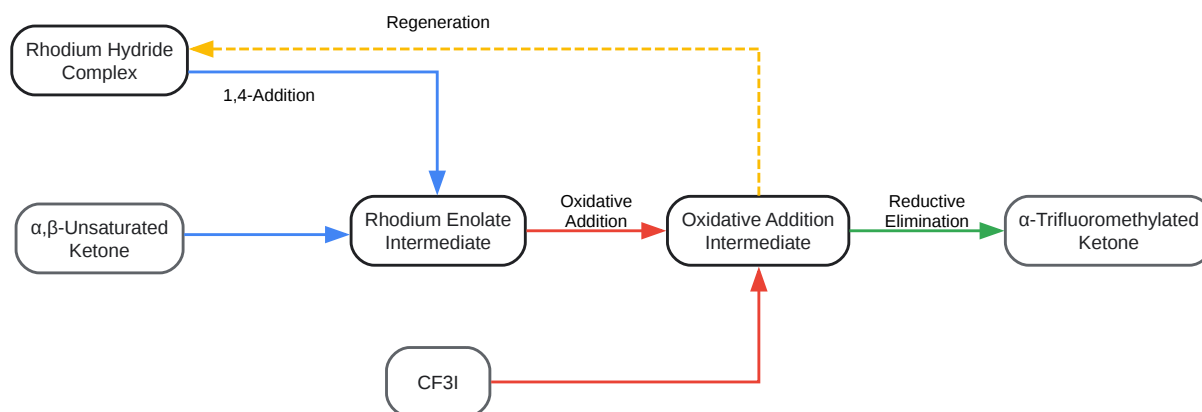 Regeneration
Rhodium Hydride
Complex
1,4-Addition
α,β-Unsaturated
Ketone
Rhodium Enolate
Intermediate
Oxidative
Addition
Oxidative Addition
Intermediate
Reductive
Elimination
α-Trifluoromethylated
Ketone
CF3I